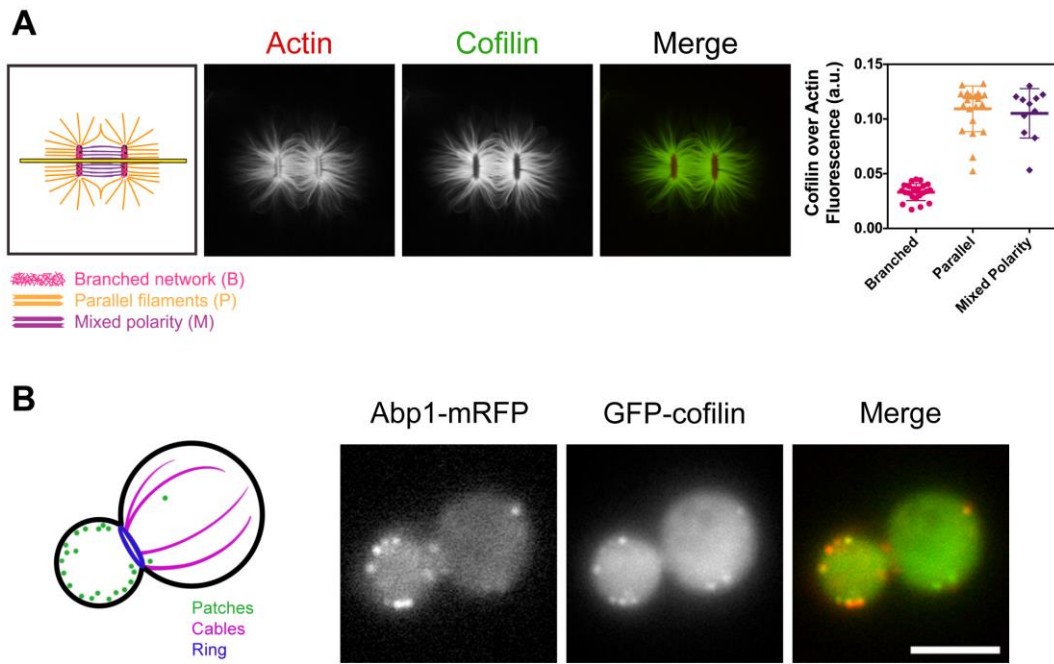 A
Actin
Cofilin
Merge
Branched network (B)
Parallel filaments (P)
Mixed polarity (M)
Cofilin over Actin
Fluorescence (a.u.)
0.15
0.10
0.05
0.00
Branched
Parallel
Mixed Polarity
B
Abp1-mRFP
GFP-cofilin
Merge
Patches
Cables
Ring